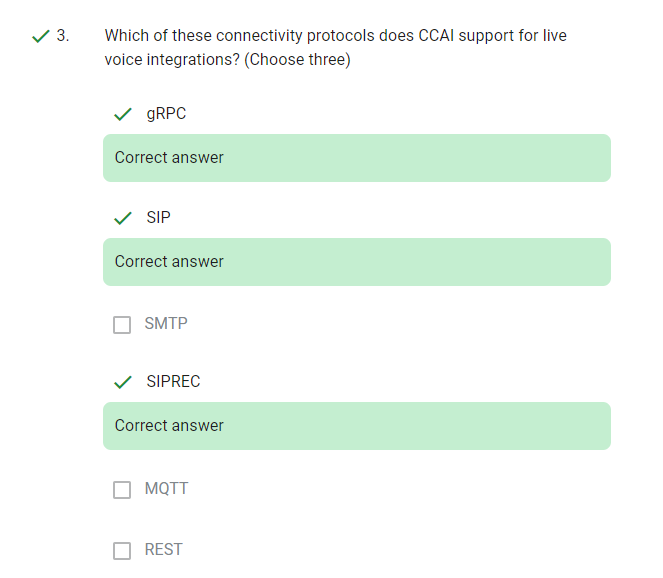 3. Which of these connectivity protocols does CCAI support for live
voice integrations? (Choose three)
gRPC
Correct answer
SIP
Correct answer
SMTP
SIPREC
Correct answer
MQTT
REST